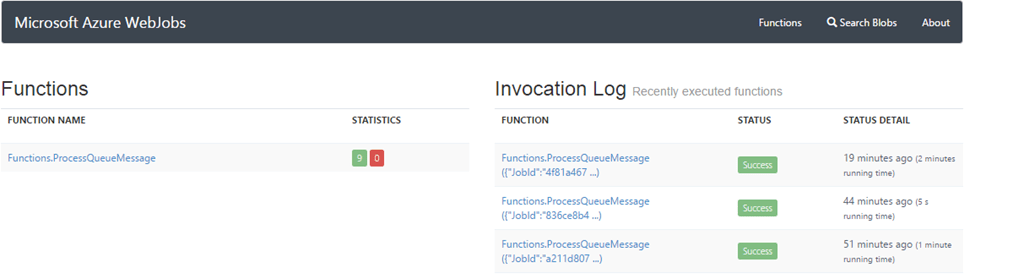 Microsoft Azure WebJobs
Functions Search Blobs About
Functions
FUNCTION NAME STATISTICS
Functions.ProcessQueueMessage 9 0
Invocation Log Recently executed functions
FUNCTION STATUS STATUS DETAIL
Functions.ProcessQueueMessage
({"JobId":"4f81a467 ...) Success 19 minutes ago (2 minutes
running time)
Functions.ProcessQueueMessage
({"JobId":"836ce8b4 ...) Success 44 minutes ago (5 s
running time)
Functions.ProcessQueueMessage
({"JobId":"a211d807 ...) Success 51 minutes ago (1 minute
running time)